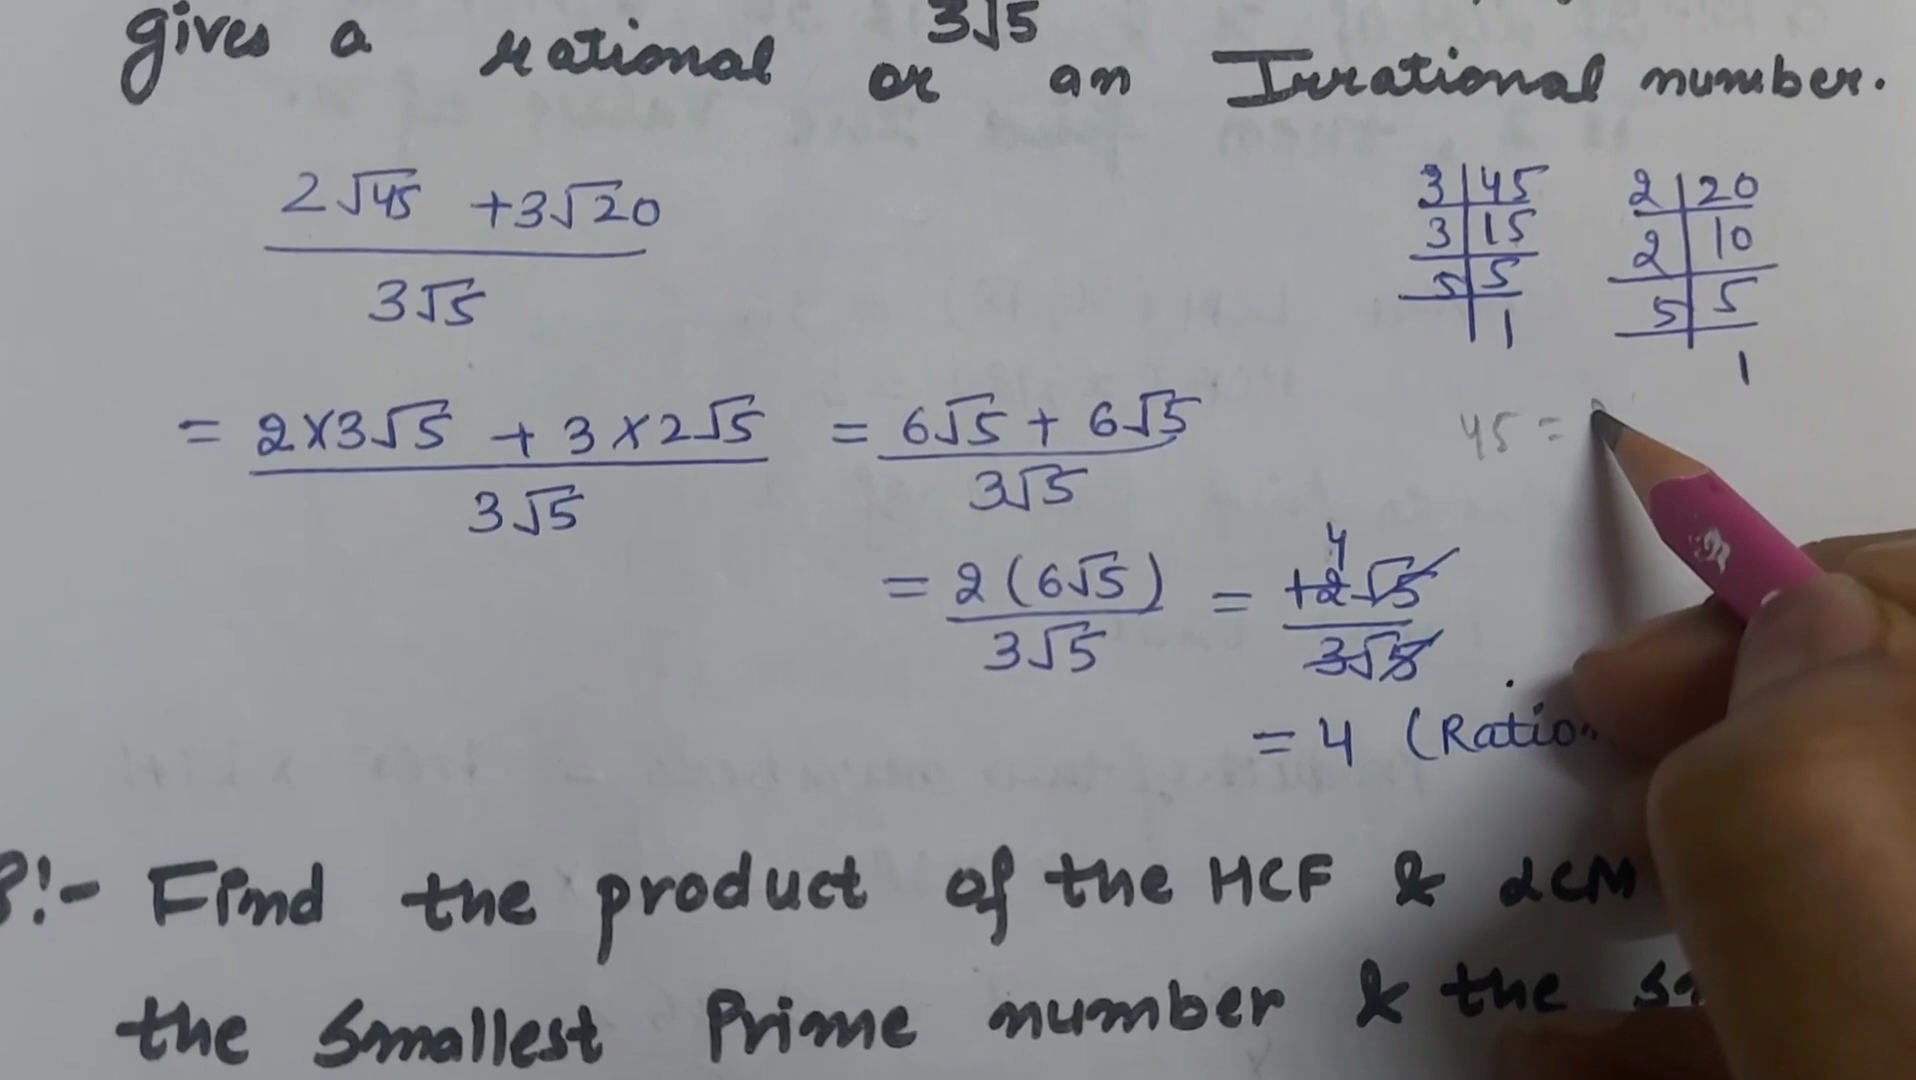 3√5
gives a rational or an Irrational number.
2√45 + 3√20
3√5
3 | 45
3 | 15
5 | 5
1
2 | 20
2 | 10
5 | 5
1
45 =
= 2×3√5 + 3×2√5 / 3√5 = 6√5 + 6√5 / 3√5
= 2(6√5) / 3√5 = 12√5 / 3√5
4
= 4 (Ratio
8:- Find the product of the HCF & LCM
the smallest Prime number & the